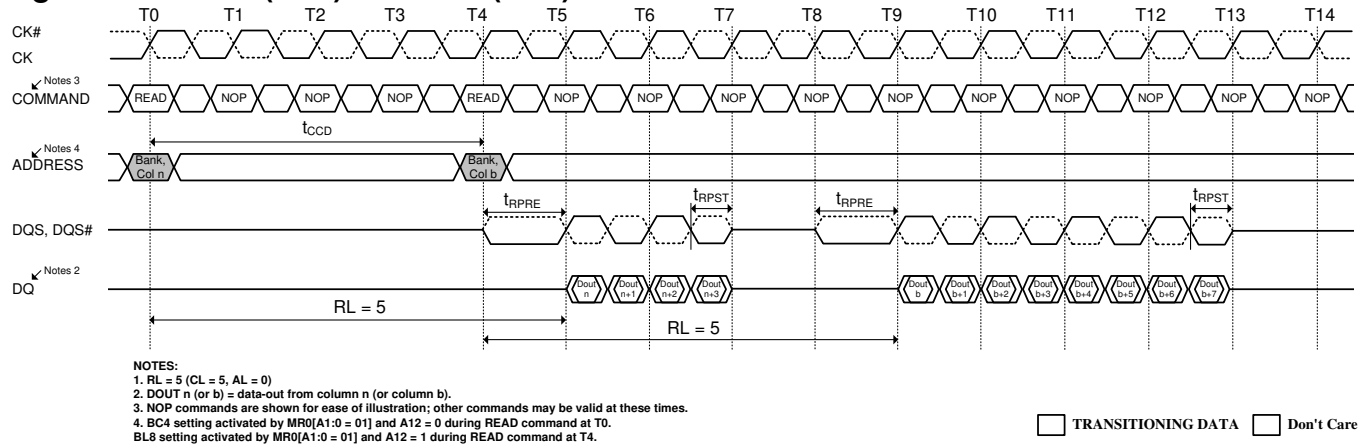 T0 T1 T2 T3 T4 T5 T6 T7 T8 T9 T10 T11 T12 T13 T14
CK#
CK
Notes 3
COMMAND READ NOP NOP NOP READ NOP NOP NOP NOP NOP NOP NOP NOP NOP NOP
tCCD
Notes 4
ADDRESS
Bank, Col n
Bank, Col b
tRPRE tRPST tRPRE tRPST
DQS, DQS#
Notes 2
DQ
Dout n
Dout n+1
Dout n+2
Dout n+3
Dout b
Dout b+1
Dout b+2
Dout b+3
Dout b+4
Dout b+5
Dout b+6
Dout b+7
RL = 5
RL = 5
NOTES:
1. RL = 5 (CL = 5, AL = 0)
2. DOUT n (or b) = data-out from column n (or column b).
3. NOP commands are shown for ease of illustration; other commands may be valid at these times.
4. BC4 setting activated by MR0[A1:0 = 01] and A12 = 0 during READ command at T0.
BL8 setting activated by MR0[A1:0 = 01] and A12 = 1 during READ command at T4.
TRANSITIONING DATA Don't Care